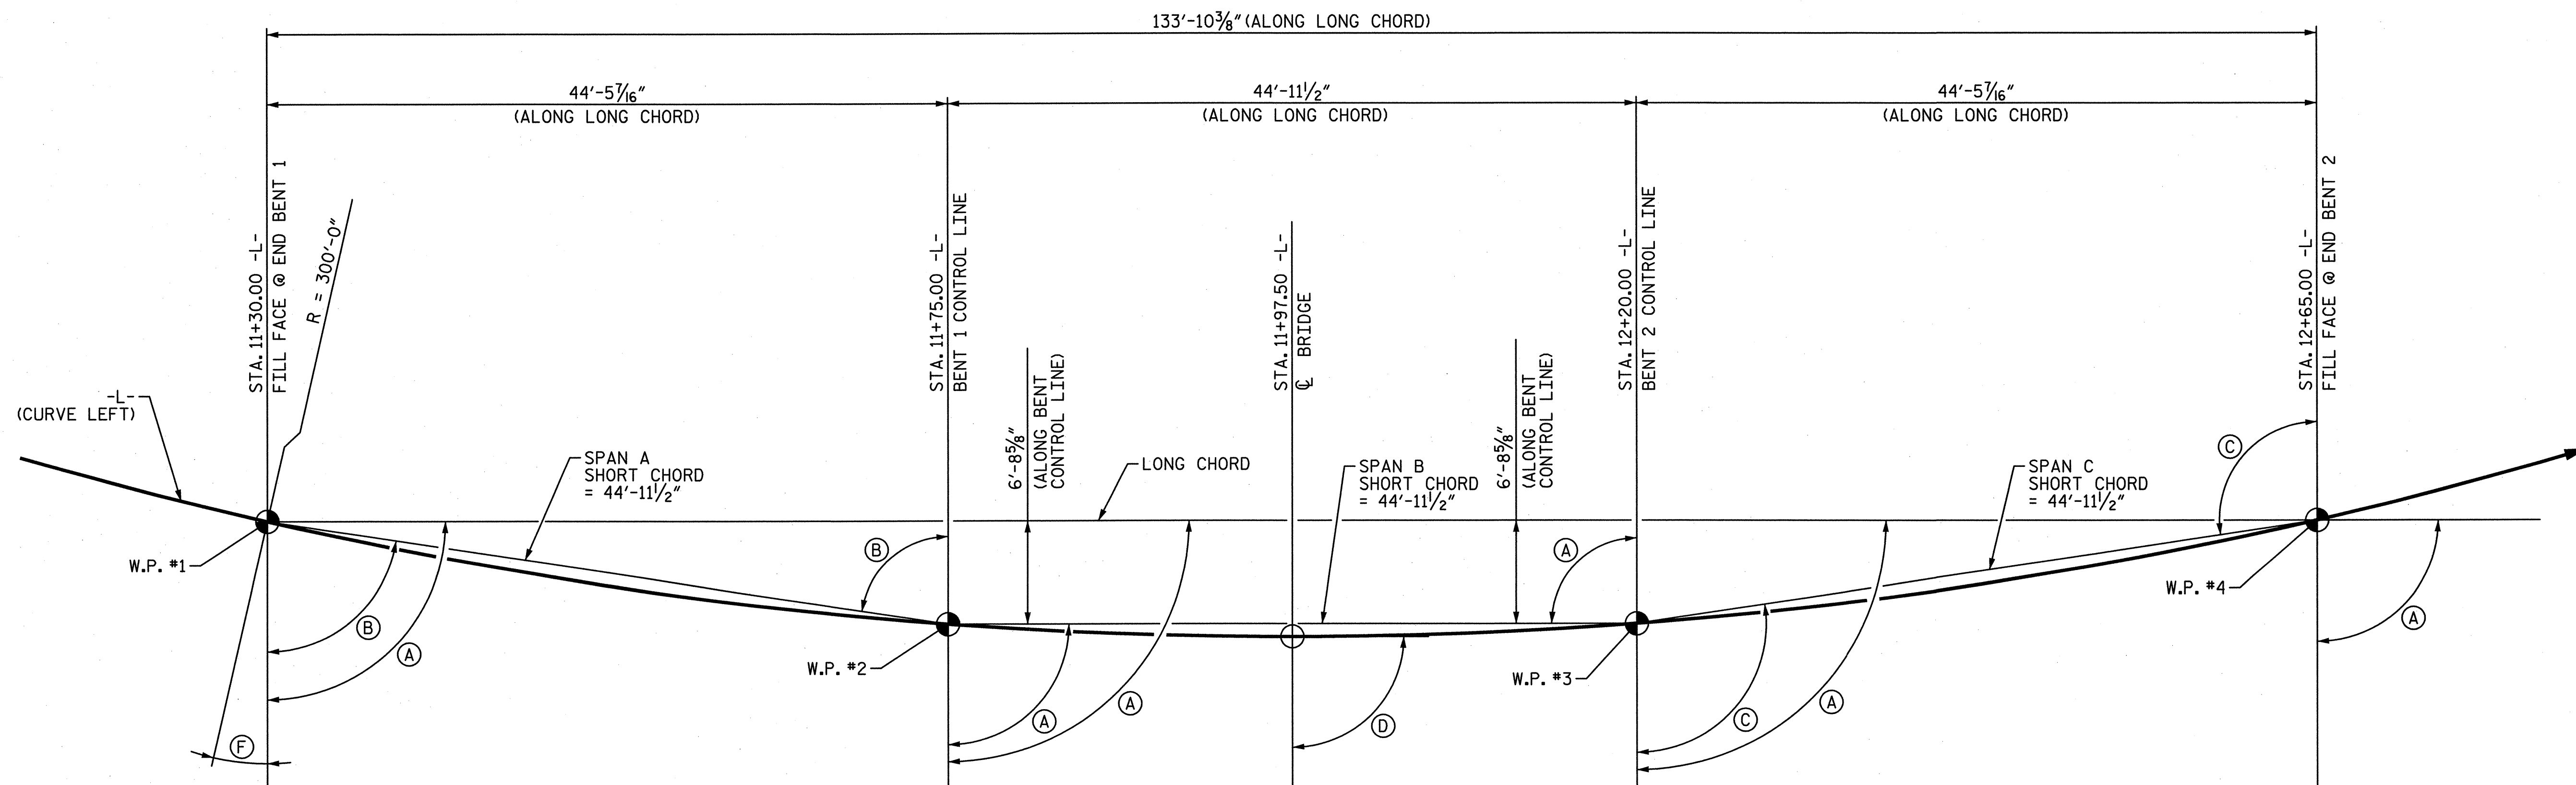 133'-10⅜" (ALONG LONG CHORD)
44'-5⁷⁄₁₆"
(ALONG LONG CHORD)
44'-11½"
(ALONG LONG CHORD)
44'-5⁷⁄₁₆"
(ALONG LONG CHORD)
STA. 11+30.00 -L-
FILL FACE @ END BENT 1
R = 300'-0"
STA. 11+75.00 -L-
BENT 1 CONTROL LINE
6'-8⅝"
(ALONG BENT
CONTROL LINE)
STA. 11+97.50 -L-
℄ BRIDGE
6'-8⅝"
(ALONG BENT
CONTROL LINE)
STA. 12+20.00 -L-
BENT 2 CONTROL LINE
STA. 12+65.00 -L-
FILL FACE @ END BENT 2
-L-
(CURVE LEFT)
SPAN A
SHORT CHORD
= 44'-11½"
LONG CHORD
SPAN B
SHORT CHORD
= 44'-11½"
SPAN C
SHORT CHORD
= 44'-11½"
C
B
A
W.P. #1
W.P. #4
B
A
A
W.P. #2
W.P. #3
A
A
D
C
A
F